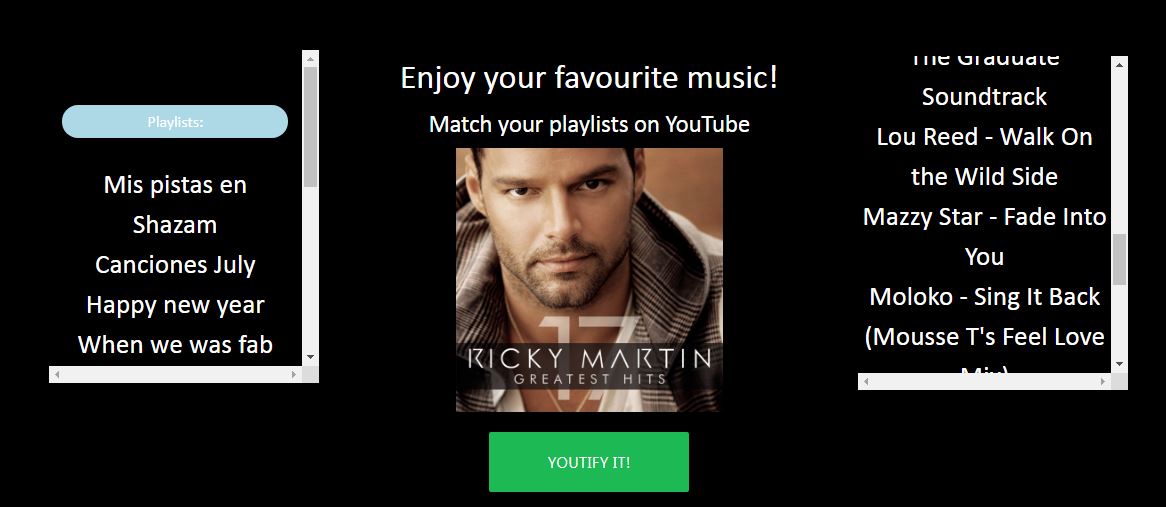 Playlists:
Mis pistas en
Shazam
Canciones July
Happy new year
When we was fab
Enjoy your favourite music!
Match your playlists on YouTube
17
RICKY MARTIN
GREATEST HITS
YOUTIFY IT!
The Graduate
Soundtrack
Lou Reed - Walk On
the Wild Side
Mazzy Star - Fade Into
You
Moloko - Sing It Back
(Mousse T's Feel Love
Mix)